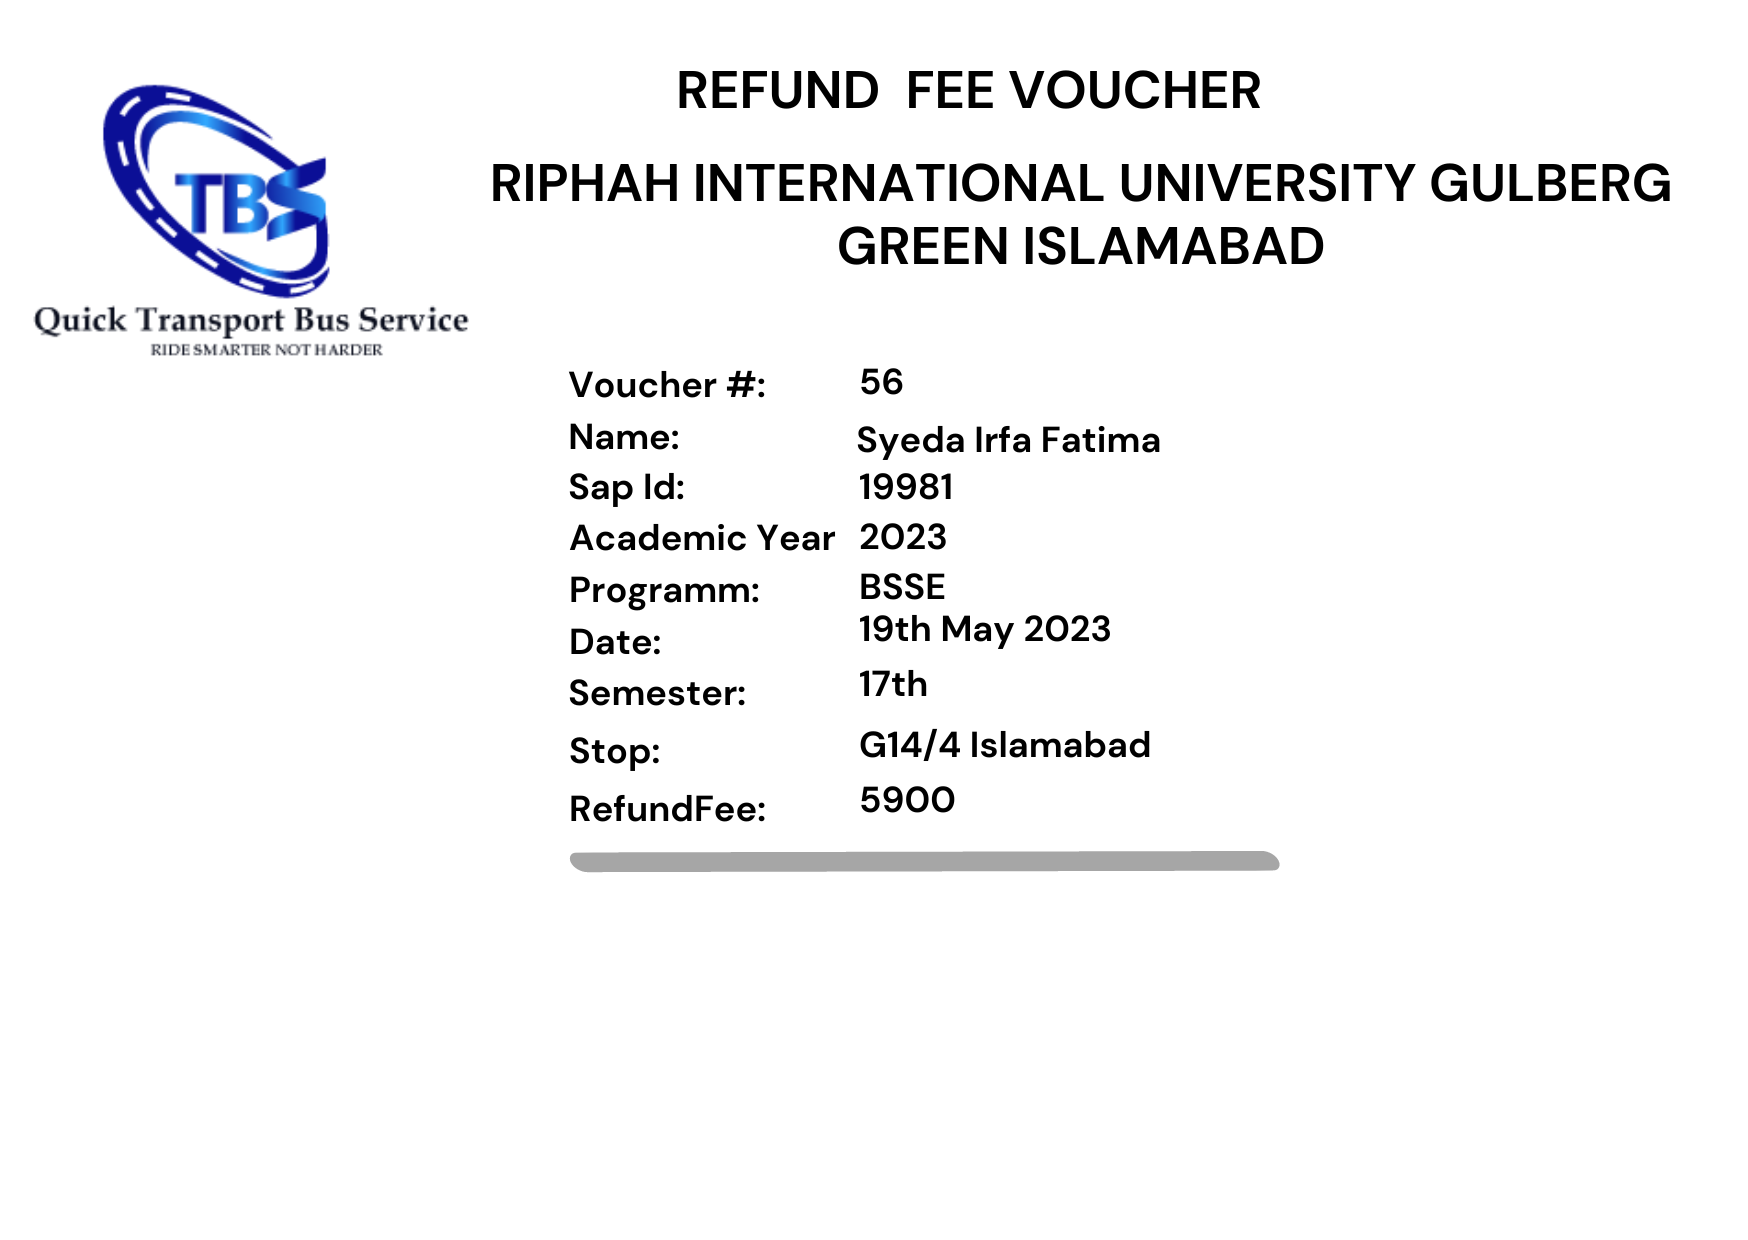 REFUND FEE VOUCHER
RIPHAH INTERNATIONAL UNIVERSITY GULBERG
GREEN ISLAMABAD
TBS
Quick Transport Bus Service
RIDE SMARTER NOT HARDER
Voucher #: 56
Name: Syeda Irfa Fatima
Sap Id: 19981
Academic Year 2023
Programm: BSSE
Date: 19th May 2023
Semester: 17th
Stop: G14/4 Islamabad
RefundFee: 5900